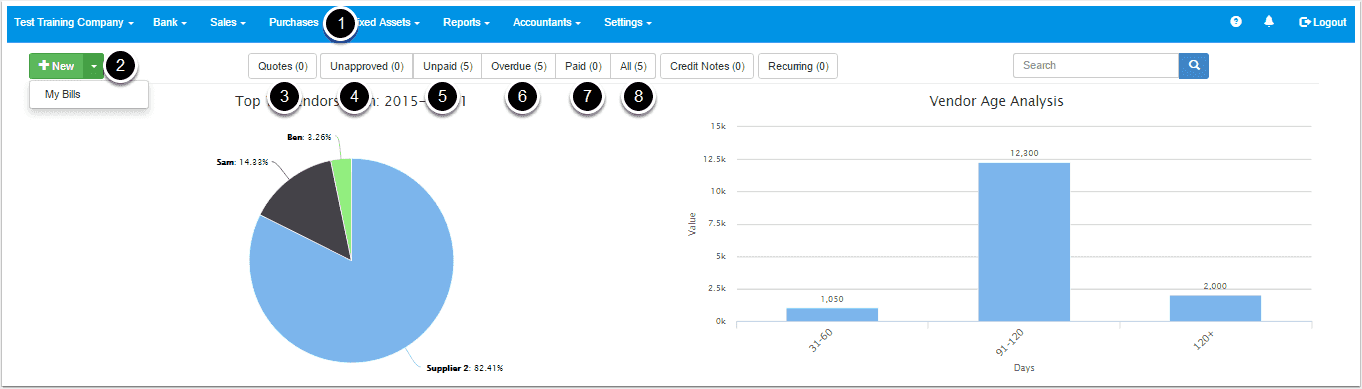 Test Training Company Bank Sales Purchases 1 ixed Assets Reports Accountants Settings Logout
New 2 Quotes (0) Unapproved (0) Unpaid (5) Overdue (5) Paid (0) All (5) Credit Notes (0) Recurring (0) Search
My Bills
3 4 5 6 7 8
Top endors m: 2015- 1
Ben: 3.26%
Sam: 14.33%
Supplier 2: 82.41%
Vendor Age Analysis
15k
12.5k
10k
7.5k
5k
2.5k
0k
Value
1,050
12,300
2,000
31-60
91-120
120+
Days